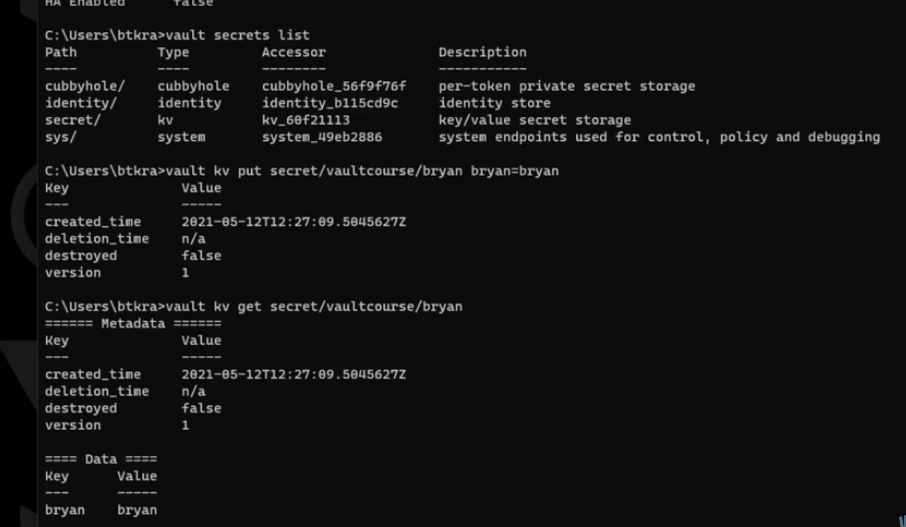 HA Enabled      false
C:\Users\btkra>vault secrets list
Path          Type         Accessor              Description
----          ----         --------              -----------
cubbyhole/    cubbyhole    cubbyhole_56f9f76f    per-token private secret storage
identity/     identity     identity_b115cd9c     identity store
secret/       kv           kv_60f21113           key/value secret storage
sys/          system       system_49eb2886       system endpoints used for control, policy and debugging
C:\Users\btkra>vault kv put secret/vaultcourse/bryan bryan=bryan
Key              Value
---              -----
created_time     2021-05-12T12:27:09.5045627Z
deletion_time    n/a
destroyed        false
version          1
C:\Users\btkra>vault kv get secret/vaultcourse/bryan
====== Metadata ======
Key              Value
---              -----
created_time     2021-05-12T12:27:09.5045627Z
deletion_time    n/a
destroyed        false
version          1
==== Data ====
Key      Value
---      -----
bryan    bryan